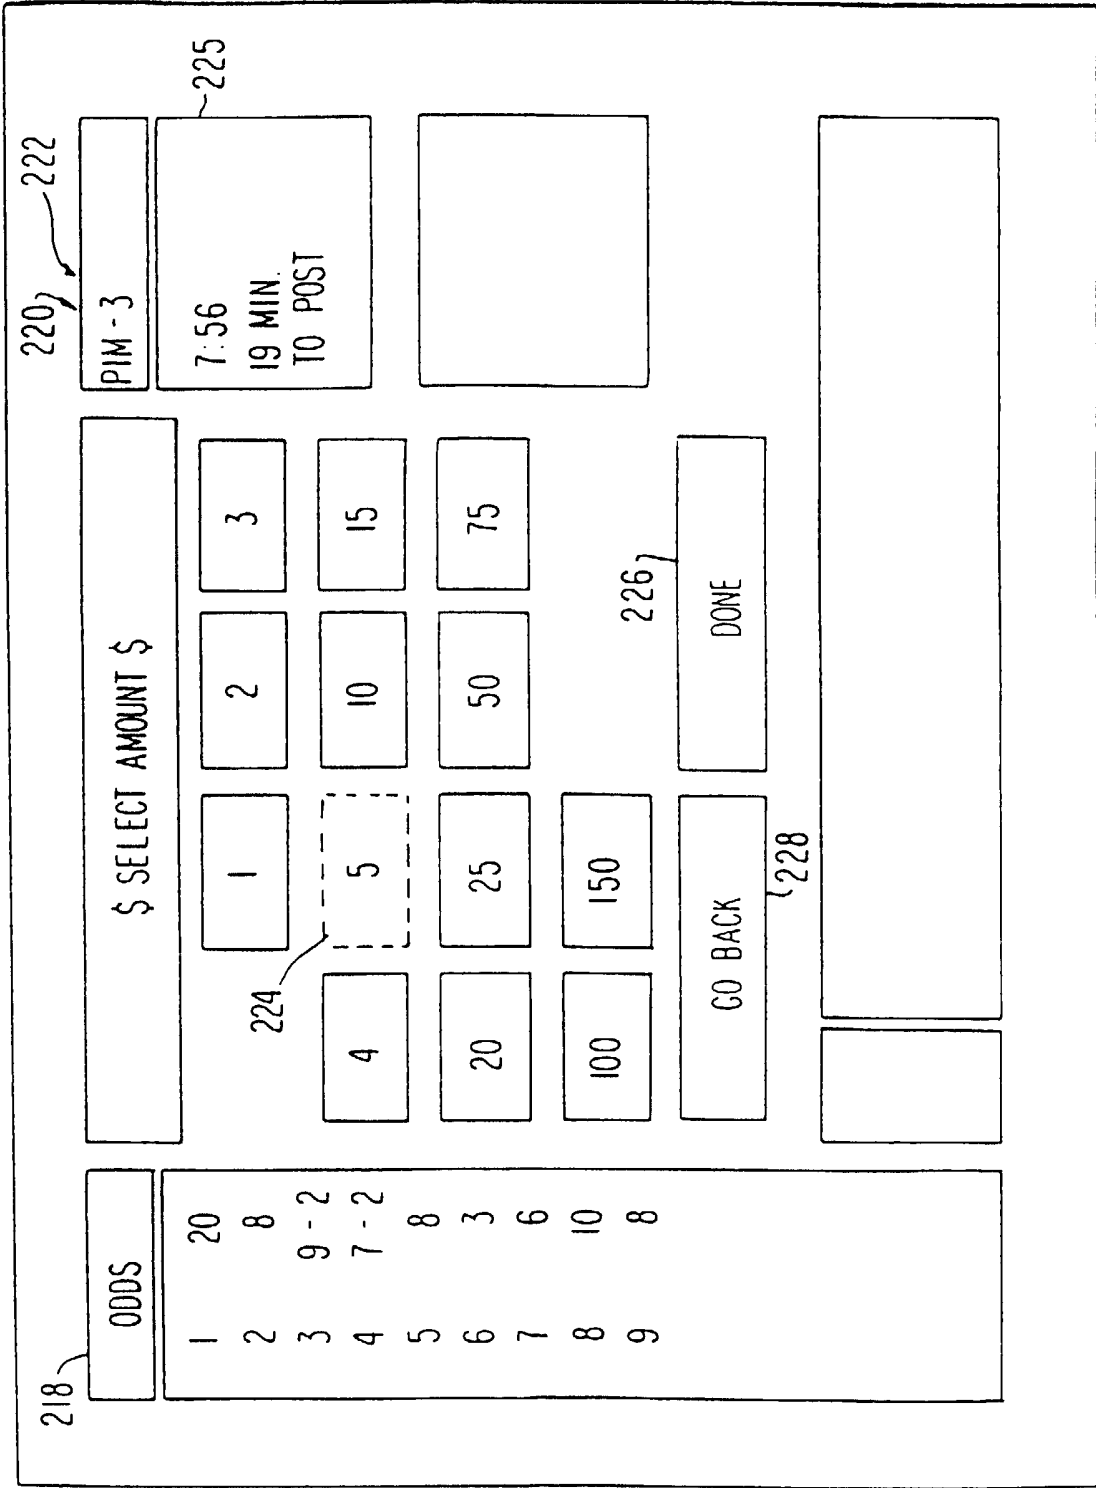 220 222
218 ODDS
$ SELECT AMOUNT $
PIM - 3
225
1 20
2 8
3 9 - 2
4 7 - 2
5 8
6 3
7 6
8 10
9 8
7:56
19 MIN.
TO POST
1 2 3
224
4 5 10 15
20 25 50 75
100 150
226
GO BACK DONE
228